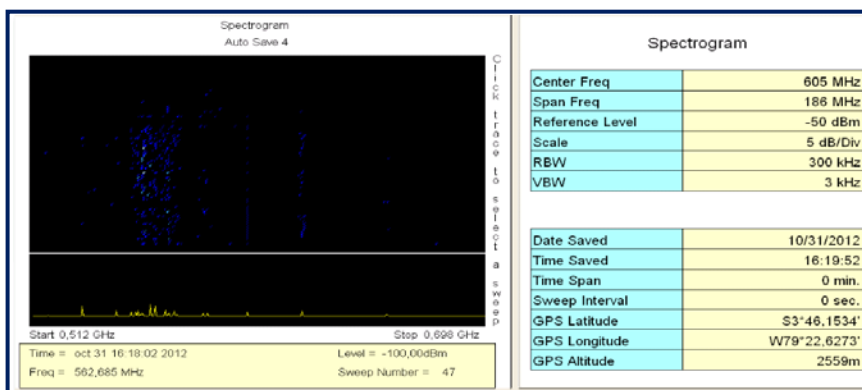 Spectrogram
Auto Save 4
Click trace to select a sweep
Start 0,512 GHz Stop 0,698 GHz
Time = oct 31 16:18:02 2012 Level = -100,00dBm
Freq = 562,685 MHz Sweep Number = 47
Spectrogram
Center Freq 605 MHz
Span Freq 186 MHz
Reference Level -50 dBm
Scale 5 dB/Div
RBW 300 kHz
VBW 3 kHz
Date Saved 10/31/2012
Time Saved 16:19:52
Time Span 0 min.
Sweep Interval 0 sec.
GPS Latitude S3°46,1534'
GPS Longitude W79°22,6273'
GPS Altitude 2559m